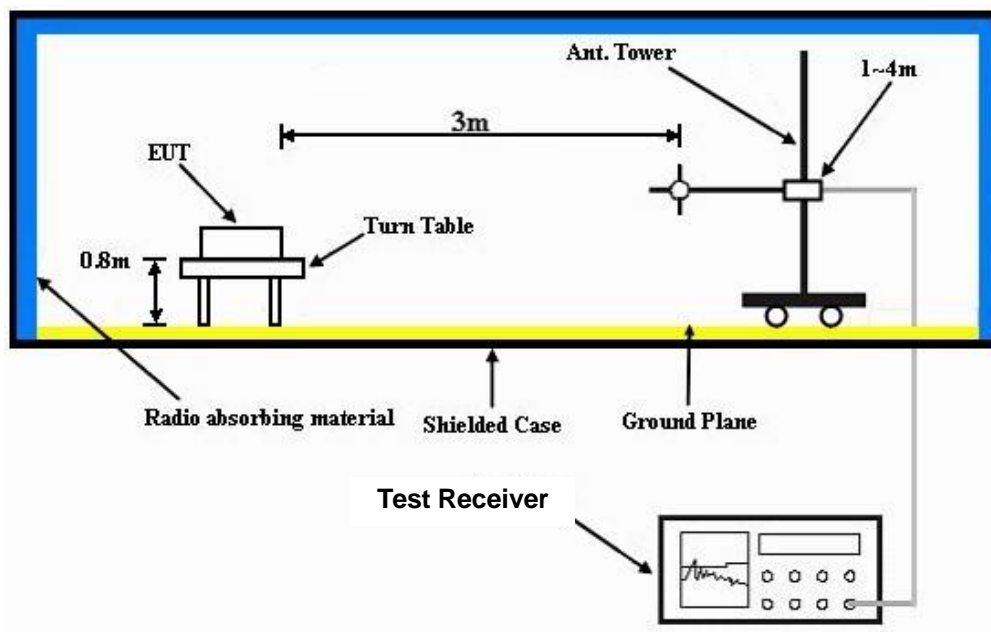 Ant. Tower
1~4m
3m
EUT
Turn Table
0.8m
Radio absorbing material
Shielded Case
Ground Plane
Test Receiver